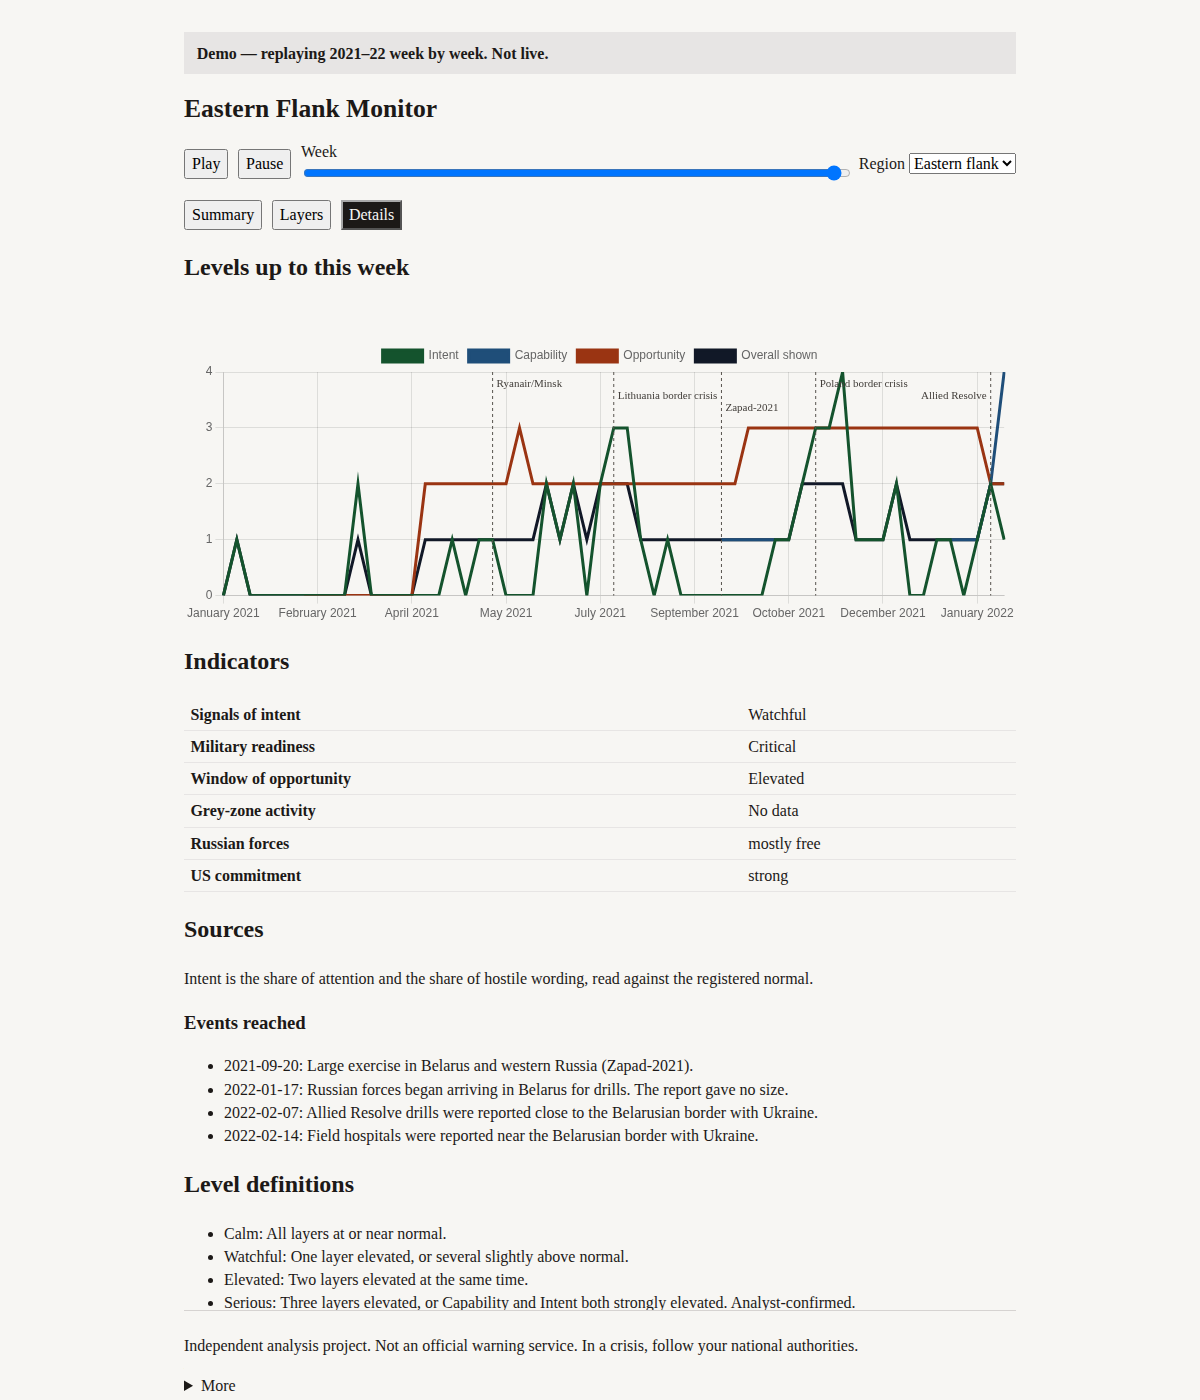 Demo — replaying 2021–22 week by week. Not live.
Eastern Flank Monitor
Play
Pause
Week
Region
Eastern flank
Summary
Layers
Details
Levels up to this week
Intent
Capability
Opportunity
Overall shown
4
3
2
1
0
Ryanair/Minsk
Lithuania border crisis
Zapad-2021
Poland border crisis
Allied Resolve
January 2021
February 2021
April 2021
May 2021
July 2021
September 2021
October 2021
December 2021
January 2022
Indicators
Signals of intent Watchful
Military readiness Critical
Window of opportunity Elevated
Grey-zone activity No data
Russian forces mostly free
US commitment strong
Sources
Intent is the share of attention and the share of hostile wording, read against the registered normal.
Events reached
2021-09-20: Large exercise in Belarus and western Russia (Zapad-2021).
2022-01-17: Russian forces began arriving in Belarus for drills. The report gave no size.
2022-02-07: Allied Resolve drills were reported close to the Belarusian border with Ukraine.
2022-02-14: Field hospitals were reported near the Belarusian border with Ukraine.
Level definitions
Calm: All layers at or near normal.
Watchful: One layer elevated, or several slightly above normal.
Elevated: Two layers elevated at the same time.
Serious: Three layers elevated, or Capability and Intent both strongly elevated. Analyst-confirmed.
Independent analysis project. Not an official warning service. In a crisis, follow your national authorities.
More